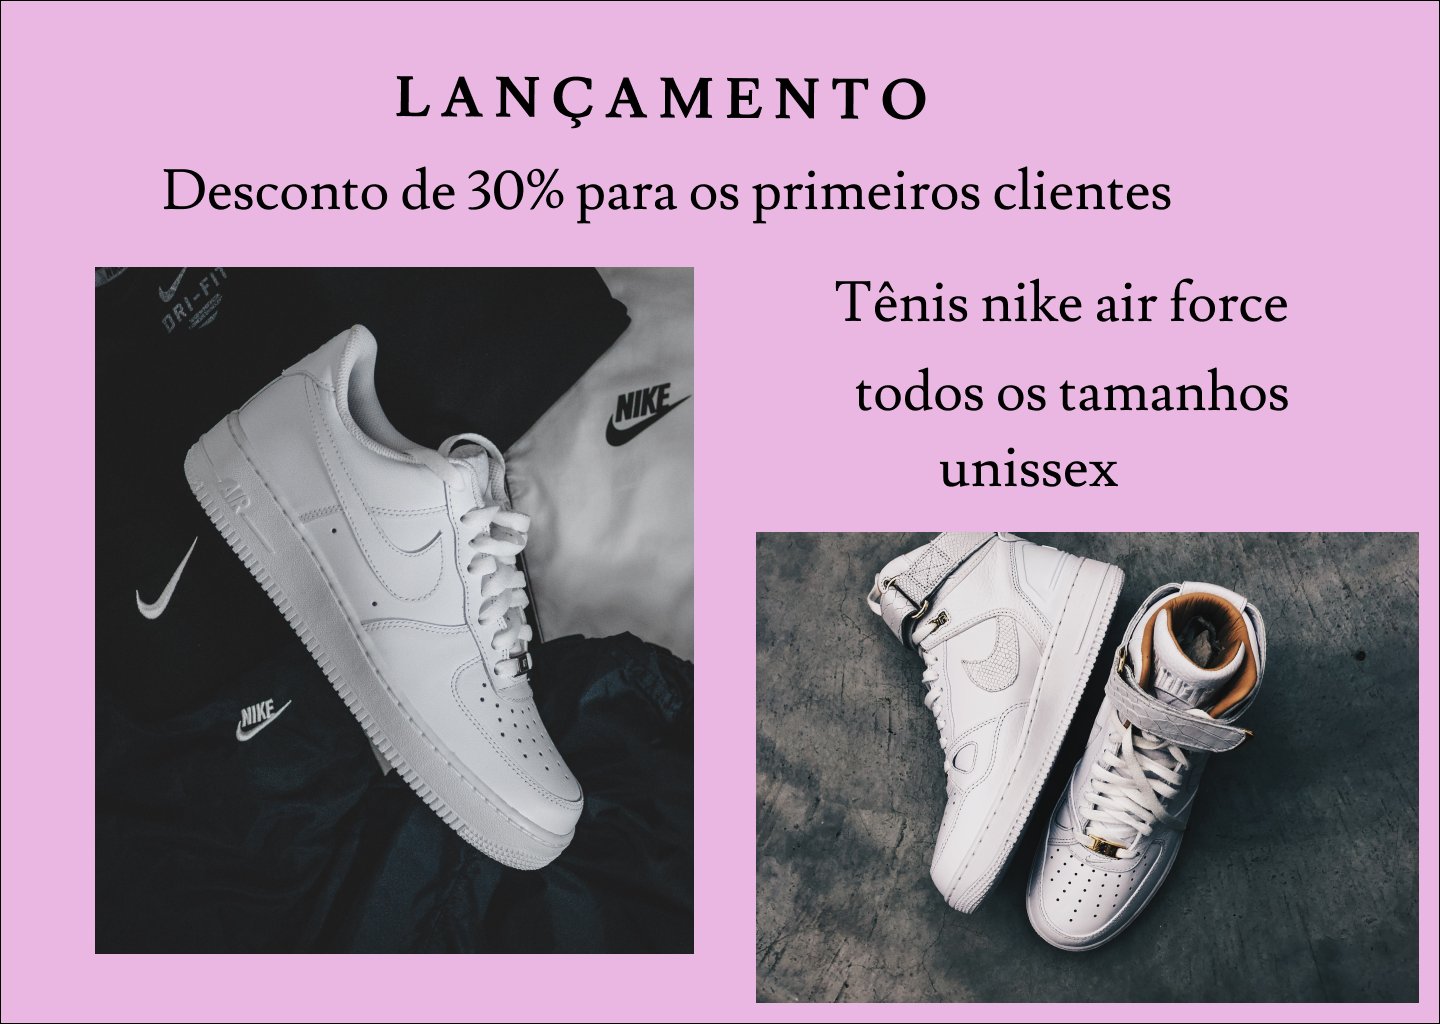 LANÇAMENTO
Desconto de 30% para os primeiros clientes
Tênis nike air force
todos os tamanhos
unissex
DRI-FIT
NIKE
AIR
NIKE